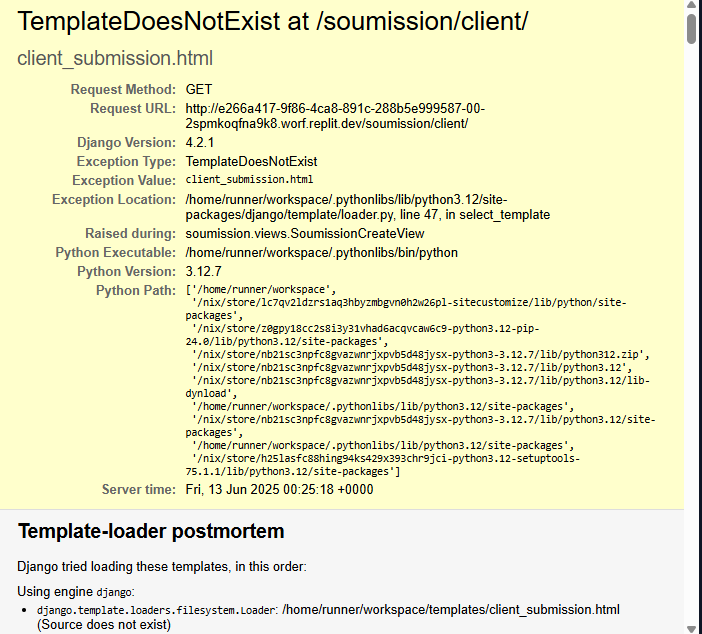 TemplateDoesNotExist at /soumission/client/
client_submission.html
Request Method: GET
Request URL: http://e266a417-9f86-4ca8-891c-288b5e999587-00-
2spmkoqfna9k8.worf.replit.dev/soumission/client/
Django Version: 4.2.1
Exception Type: TemplateDoesNotExist
Exception Value: client_submission.html
Exception Location: /home/runner/workspace/.pythonlibs/lib/python3.12/site-
packages/django/template/loader.py, line 47, in select_template
Raised during: soumission.views.SoumissionCreateView
Python Executable: /home/runner/workspace/.pythonlibs/bin/python
Python Version: 3.12.7
Python Path: ['/home/runner/workspace',
'/nix/store/lc7qv2ldzrs1aq3hbyzmbgvn0h2w26pl-sitecustomize/lib/python/site-
packages',
'/nix/store/z0gpy18cc2s8i3y31vhad6acqvcaw6c9-python3.12-pip-
24.0/lib/python3.12/site-packages',
'/nix/store/nb21sc3npfc8gvazwnrjxpvb5d48jysx-python3-3.12.7/lib/python312.zip',
'/nix/store/nb21sc3npfc8gvazwnrjxpvb5d48jysx-python3-3.12.7/lib/python3.12',
'/nix/store/nb21sc3npfc8gvazwnrjxpvb5d48jysx-python3-3.12.7/lib/python3.12/lib-
dynload',
'/home/runner/workspace/.pythonlibs/lib/python3.12/site-packages',
'/nix/store/nb21sc3npfc8gvazwnrjxpvb5d48jysx-python3-3.12.7/lib/python3.12/site-
packages',
'/home/runner/workspace/.pythonlibs/lib/python3.12/site-packages',
'/nix/store/h25lasfc88hing94ks429x393chr9jci-python3.12-setuptools-
75.1.1/lib/python3.12/site-packages']
Server time: Fri, 13 Jun 2025 00:25:18 +0000
Template-loader postmortem
Django tried loading these templates, in this order:
Using engine django:
• django.template.loaders.filesystem.Loader: /home/runner/workspace/templates/client_submission.html
(Source does not exist)